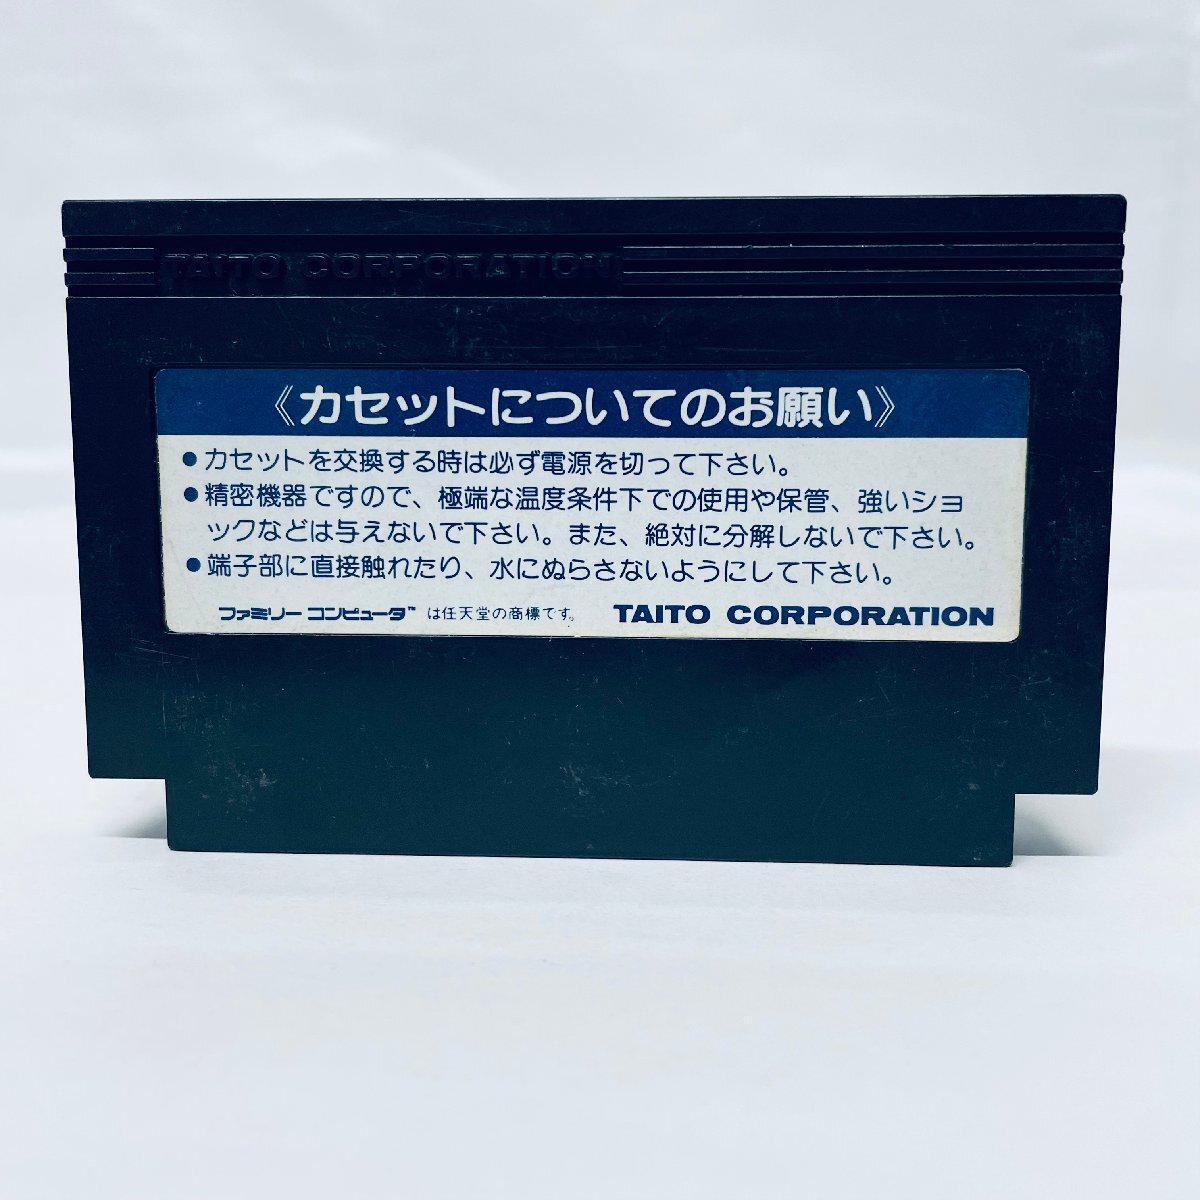 TAITO CORPORATION
《カセットについてのお願い》
●カセットを交換する時は必ず電源を切って下さい。
●精密機器ですので、極端な温度条件下での使用や保管、強いショ
ックなどは与えないで下さい。また、絶対に分解しないで下さい。
●端子部に直接触れたり、水にぬらさないようにして下さい。
ファミリーコンピュータ™ は任天堂の商標です。 TAITO CORPORATION